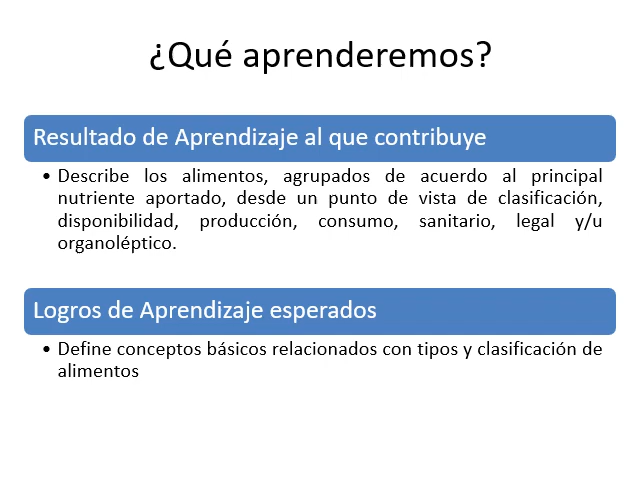 ¿Qué aprenderemos?
Resultado de Aprendizaje al que contribuye
• Describe los alimentos, agrupados de acuerdo al principal
nutriente aportado, desde un punto de vista de clasificación,
disponibilidad, producción, consumo, sanitario, legal y/u
organoléptico.
Logros de Aprendizaje esperados
• Define conceptos básicos relacionados con tipos y clasificación de
alimentos